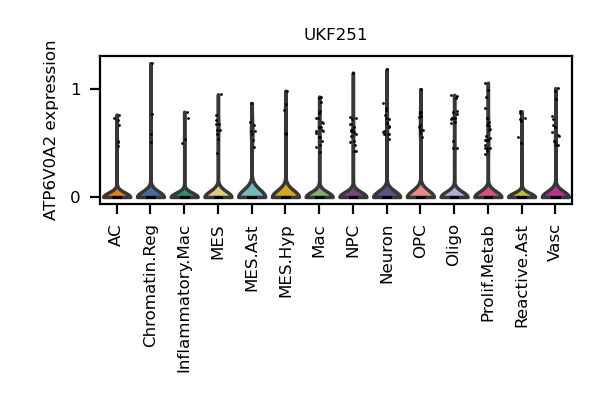 UKF251
ATP6V0A2 expression
1
0
AC
Chromatin.Reg
Inflammatory.Mac
MES
MES.Ast
MES.Hyp
Mac
NPC
Neuron
OPC
Oligo
Prolif.Metab
Reactive.Ast
Vasc